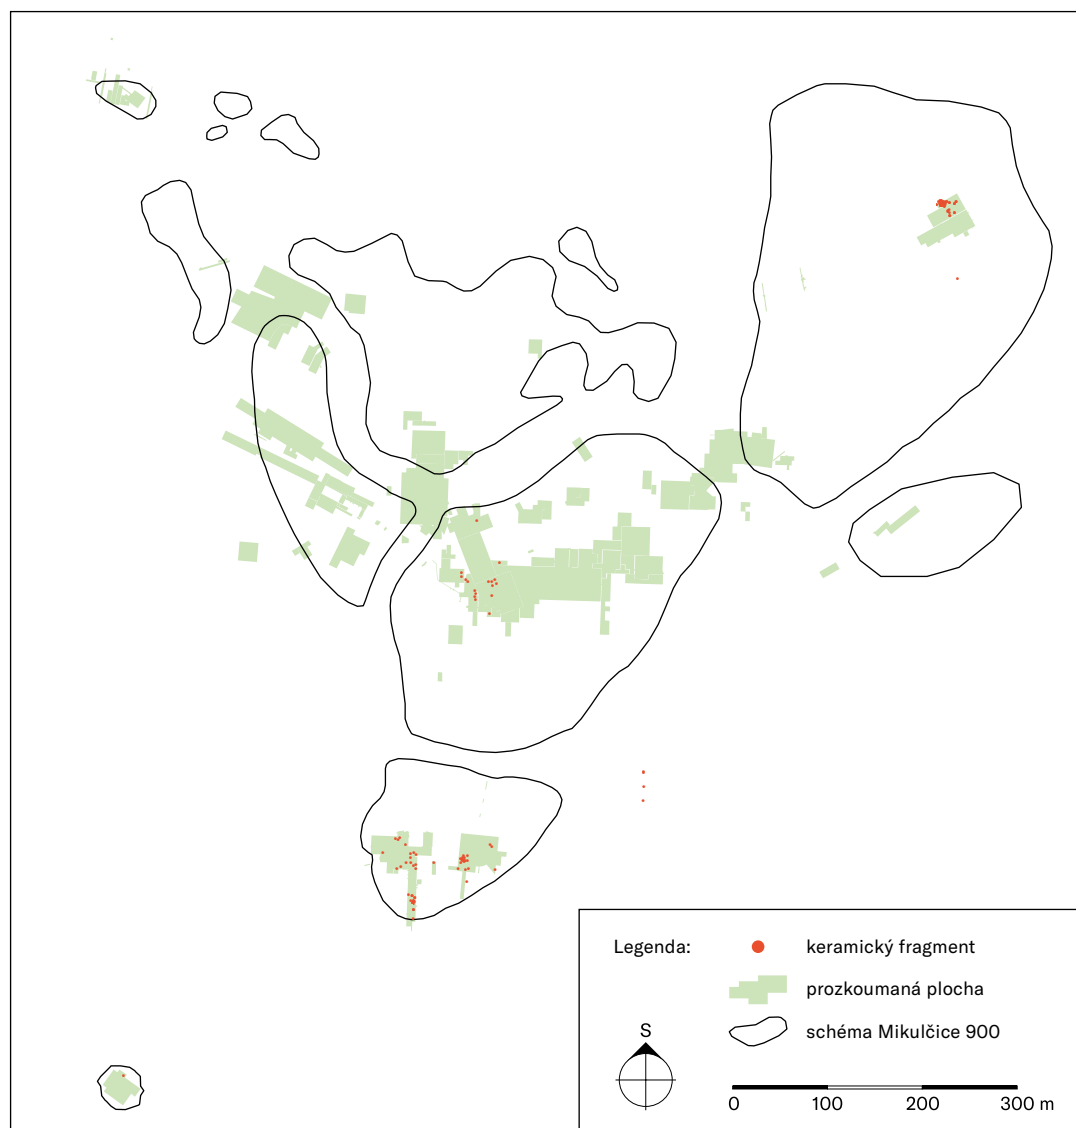 Legenda:
keramický fragment
prozkoumaná plocha
schéma Mikulčice 900
S
0 100 200 300 m